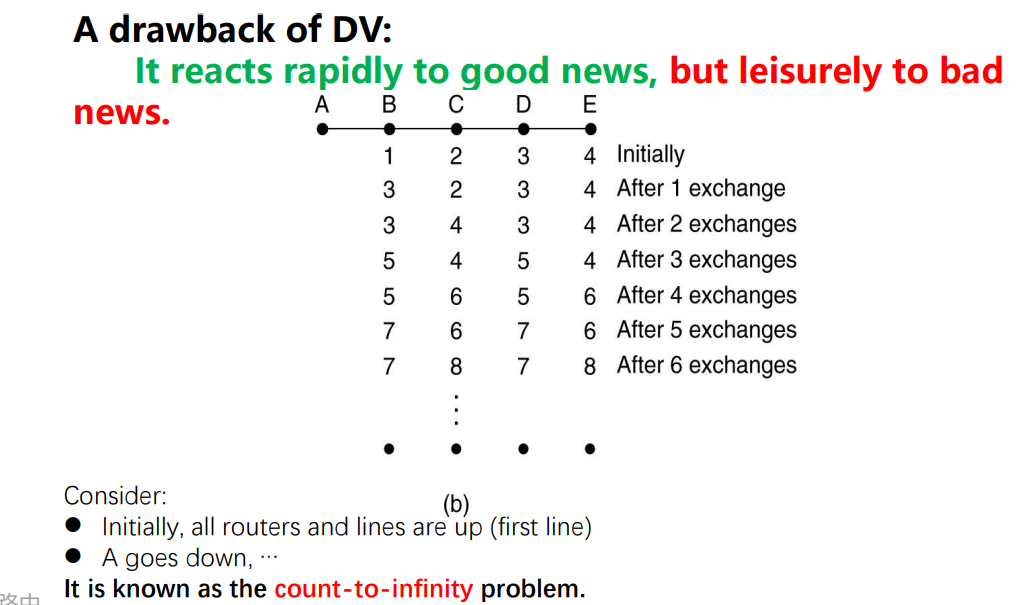 A drawback of DV:
It reacts rapidly to good news, but leisurely to bad
news.
A B C D E
1 2 3 4 Initially
3 2 3 4 After 1 exchange
3 4 3 4 After 2 exchanges
5 4 5 4 After 3 exchanges
5 6 5 6 After 4 exchanges
7 6 7 6 After 5 exchanges
7 8 7 8 After 6 exchanges
(b)
Consider:
● Initially, all routers and lines are up (first line)
● A goes down, ···
It is known as the count-to-infinity problem.
路由